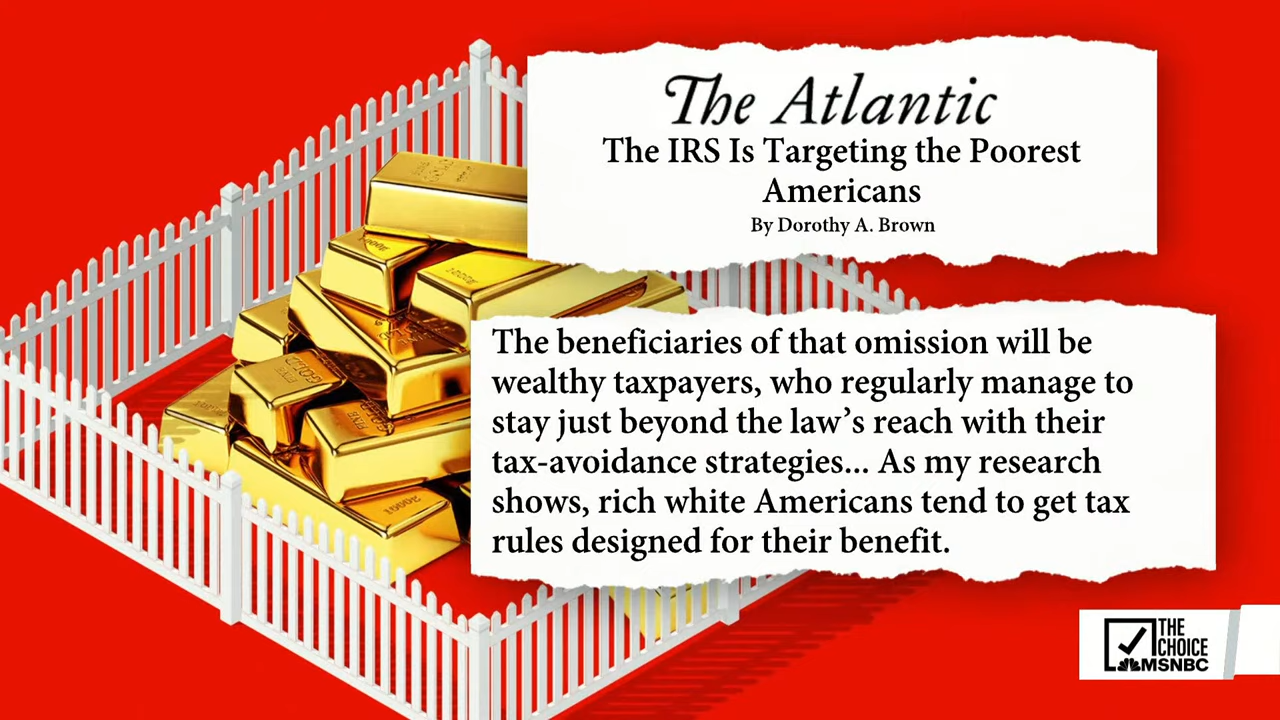 The Atlantic
The IRS Is Targeting the Poorest
Americans
By Dorothy A. Brown
The beneficiaries of that omission will be
wealthy taxpayers, who regularly manage to
stay just beyond the law’s reach with their
tax-avoidance strategies... As my research
shows, rich white Americans tend to get tax
rules designed for their benefit.
THE
CHOICE
MSNBC